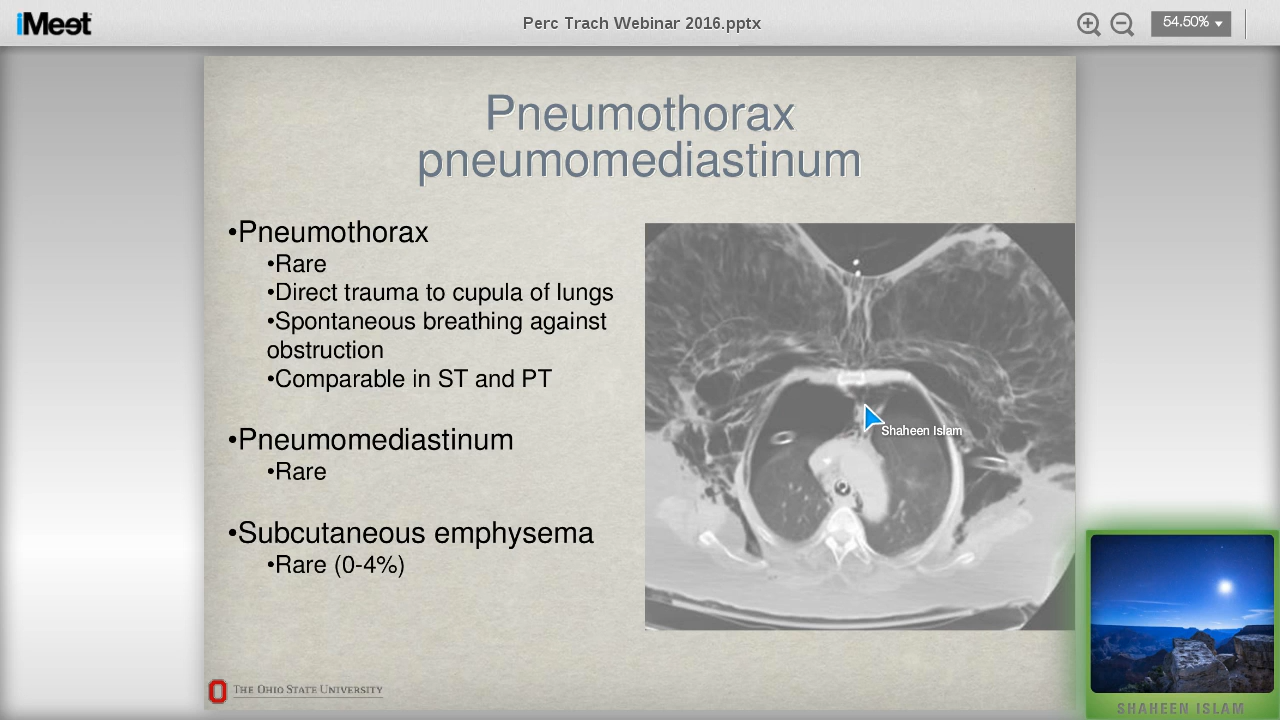 iMeet
Perc Trach Webinar 2016.pptx
54.50%
Pneumothorax
pneumomediastinum
•Pneumothorax
•Rare
•Direct trauma to cupula of lungs
•Spontaneous breathing against
obstruction
•Comparable in ST and PT
•Pneumomediastinum
•Rare
•Subcutaneous emphysema
•Rare (0-4%)
Shaheen Islam
THE OHIO STATE UNIVERSITY
SHAHEEN ISLAM